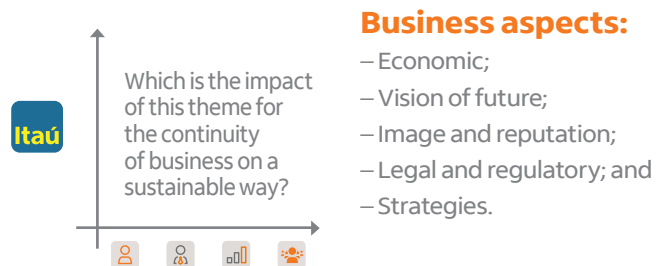 Itaú
Which is the impact
of this theme for
the continuity
of business on a
sustainable way?
Business aspects:
– Economic;
– Vision of future;
– Image and reputation;
– Legal and regulatory; and
– Strategies.